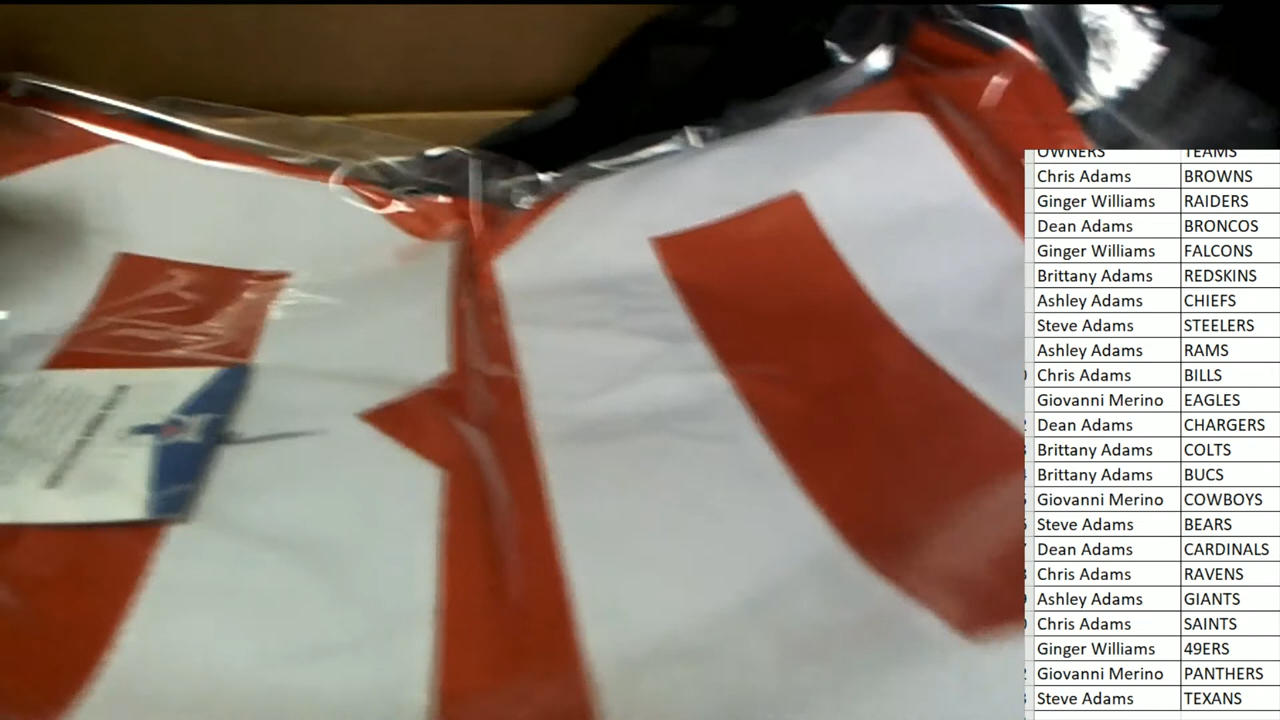 OWNERS TEAMS
Chris Adams BROWNS
Ginger Williams RAIDERS
Dean Adams BRONCOS
Ginger Williams FALCONS
Brittany Adams REDSKINS
Ashley Adams CHIEFS
Steve Adams STEELERS
Ashley Adams RAMS
Chris Adams BILLS
Giovanni Merino EAGLES
Dean Adams CHARGERS
Brittany Adams COLTS
Brittany Adams BUCS
Giovanni Merino COWBOYS
Steve Adams BEARS
Dean Adams CARDINALS
Chris Adams RAVENS
Ashley Adams GIANTS
Chris Adams SAINTS
Ginger Williams 49ERS
Giovanni Merino PANTHERS
Steve Adams TEXANS